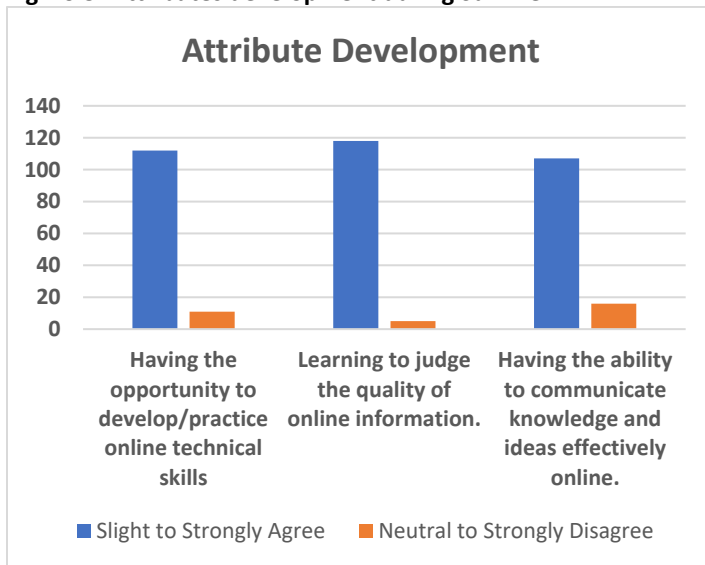 Attribute Development
140
120
100
80
60
40
20
0
Having the
opportunity to
develop/practice
online technical
skills
Learning to judge
the quality of
online information.
Having the ability
to communicate
knowledge and
ideas effectively
online.
Slight to Strongly Agree
Neutral to Strongly Disagree